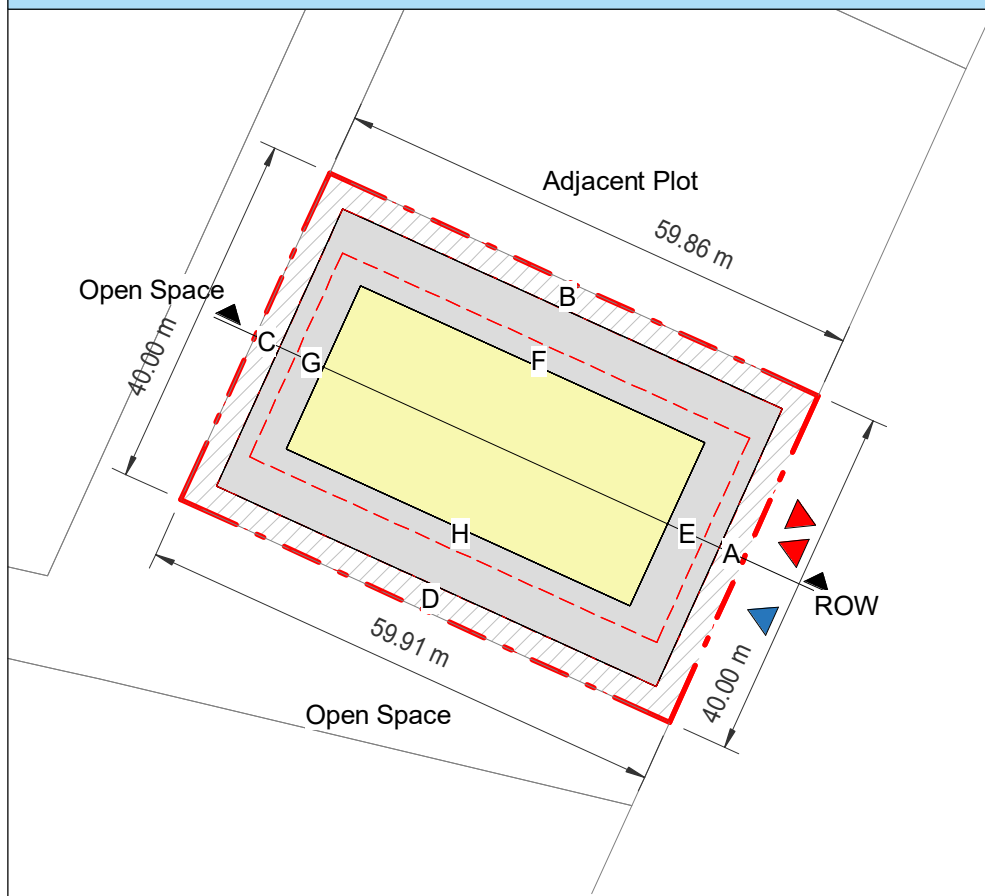 Adjacent Plot
59.86 m
Open Space
40.00 m
B
C
G
F
E
A
H
D
ROW
59.91 m
40.00 m
Open Space